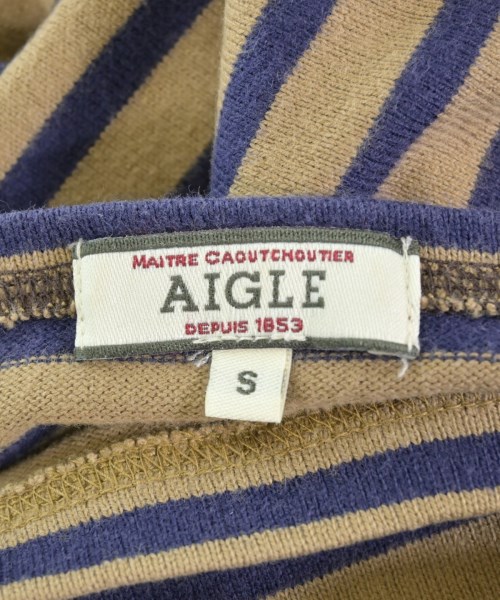 MAITRE CAOUTCHOUTIER
AIGLE
DEPUIS 1853
S